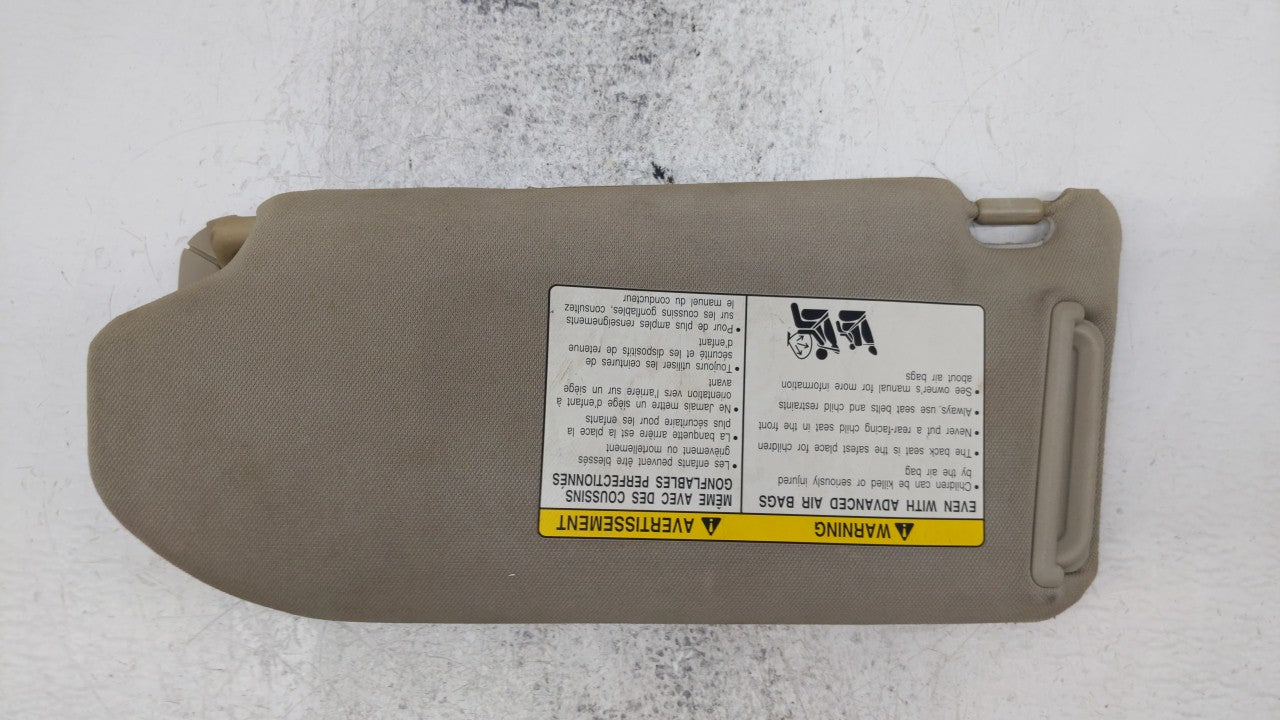 WARNING
EVEN WITH ADVANCED AIR BAGS
• Children can be killed or seriously injured
by the air bag
• The back seat is the safest place for children
• Never put a rear-facing child seat in the front
• Always use seat belts and child restraints
• See owner's manual for more information
about air bags
AVERTISSEMENT
MÊME AVEC DES COUSSINS
GONFLABLES PERFECTIONNÉS
• Les enfants peuvent être blessés
grièvement ou mortellement
• La banquette arrière est la place la
plus sécuritaire pour les enfants
• Ne Jamais mettre un siège d'enfant à
orientation vers l'arrière sur un siège
avant
• Toujours utiliser les ceintures de
sécurité et les dispositifs de retenue
d'enfant
• Pour de plus amples renseignements
sur les coussins gonflables, consultez
le manuel du conducteur